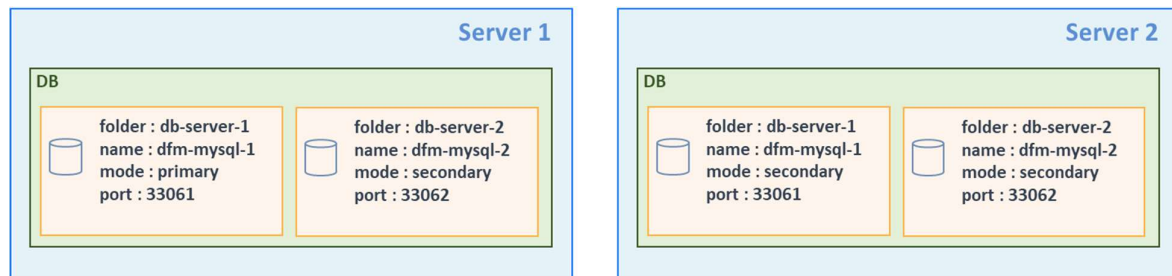 Server 1
DB
folder : db-server-1
name : dfm-mysql-1
mode : primary
port : 33061
folder : db-server-2
name : dfm-mysql-2
mode : secondary
port : 33062
Server 2
DB
folder : db-server-1
name : dfm-mysql-1
mode : secondary
port : 33061
folder : db-server-2
name : dfm-mysql-2
mode : secondary
port : 33062